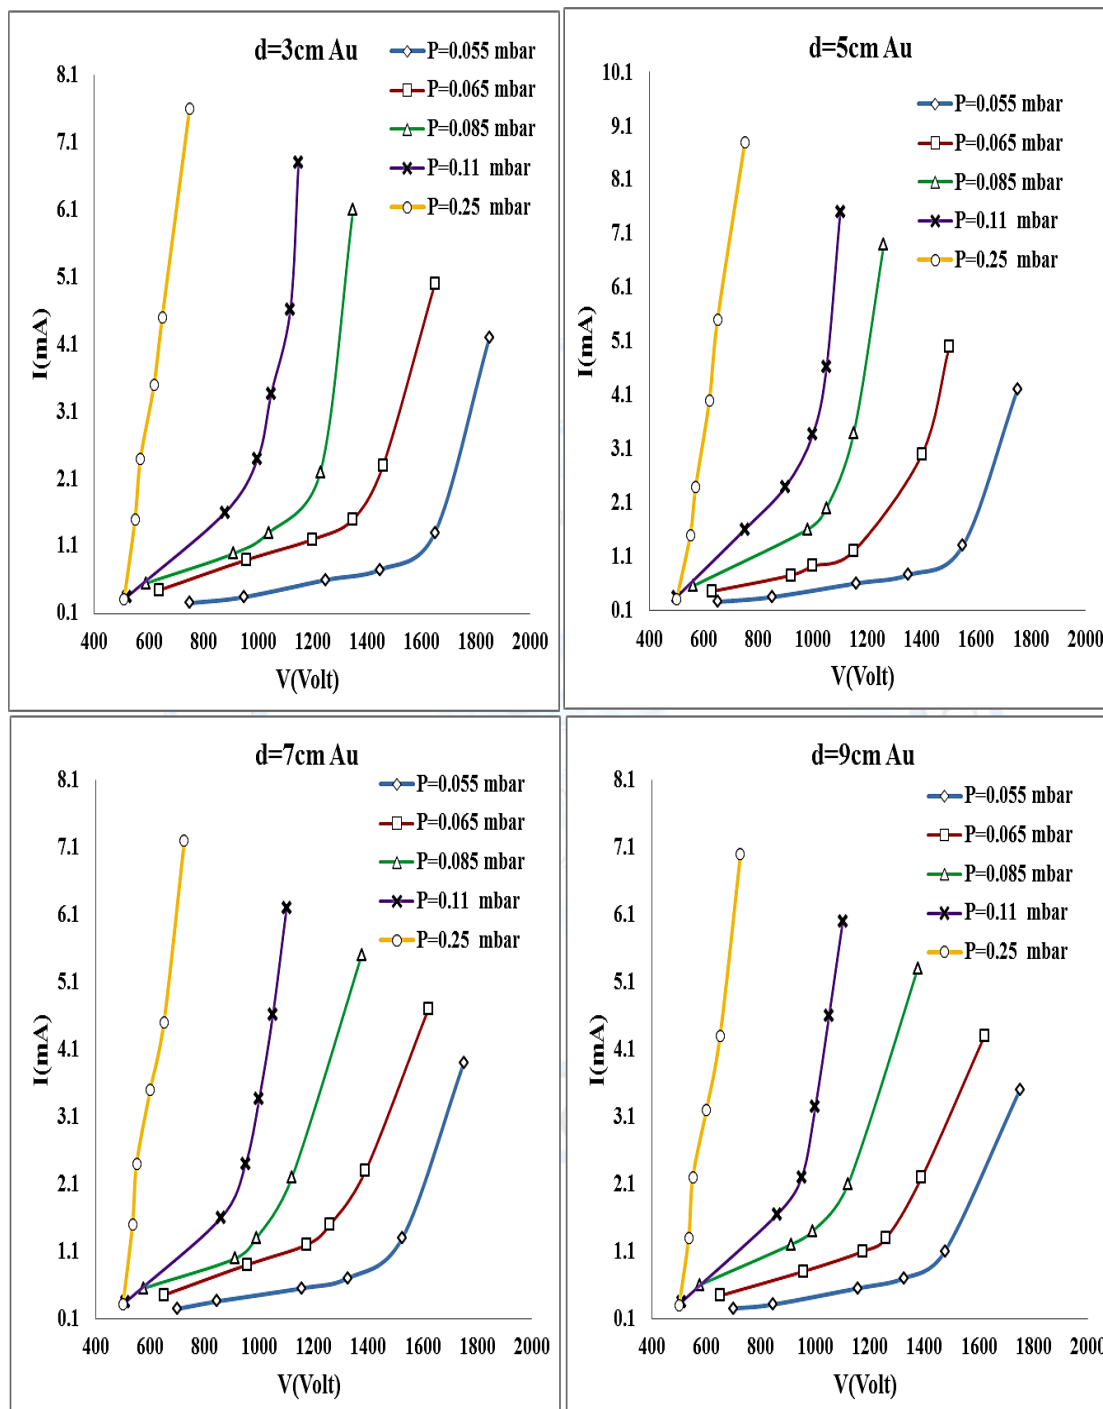 d=3cm Au
P=0.055 mbar
P=0.065 mbar
P=0.085 mbar
P=0.11 mbar
P=0.25 mbar
8.1
7.1
6.1
5.1
4.1
3.1
2.1
1.1
0.1
I(mA)
400 600 800 1000 1200 1400 1600 1800 2000
V(Volt)
d=5cm Au
P=0.055 mbar
P=0.065 mbar
P=0.085 mbar
P=0.11 mbar
P=0.25 mbar
10.1
9.1
8.1
7.1
6.1
5.1
4.1
3.1
2.1
1.1
0.1
I(mA)
400 600 800 1000 1200 1400 1600 1800 2000
V(Volt)
d=7cm Au
P=0.055 mbar
P=0.065 mbar
P=0.085 mbar
P=0.11 mbar
P=0.25 mbar
8.1
7.1
6.1
5.1
4.1
3.1
2.1
1.1
0.1
I(mA)
400 600 800 1000 1200 1400 1600 1800 2000
V(Volt)
d=9cm Au
P=0.055 mbar
P=0.065 mbar
P=0.085 mbar
P=0.11 mbar
P=0.25 mbar
8.1
7.1
6.1
5.1
4.1
3.1
2.1
1.1
0.1
I(mA)
400 600 800 1000 1200 1400 1600 1800 2000
V(Volt)